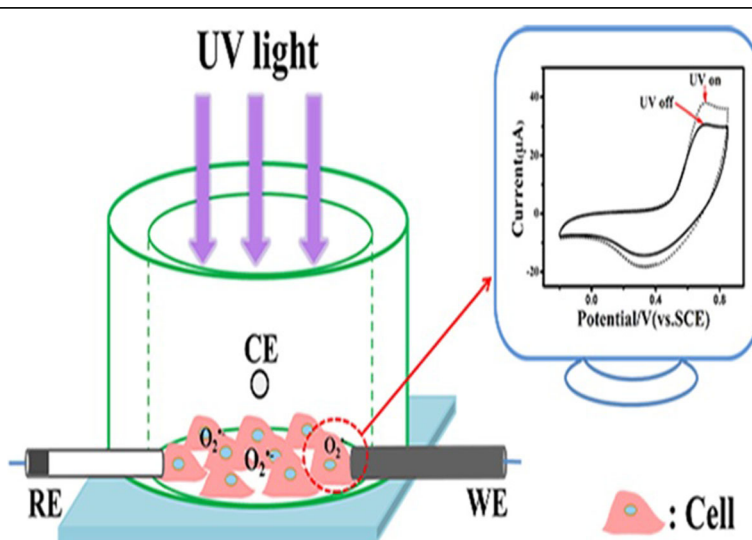 UV light
UV on
UV off
40
20
0
-20
Current(μA)
0.0
0.4
0.8
Potential/V(vs.SCE)
CE
O₂•
O₂•
O₂•
RE
WE
: Cell